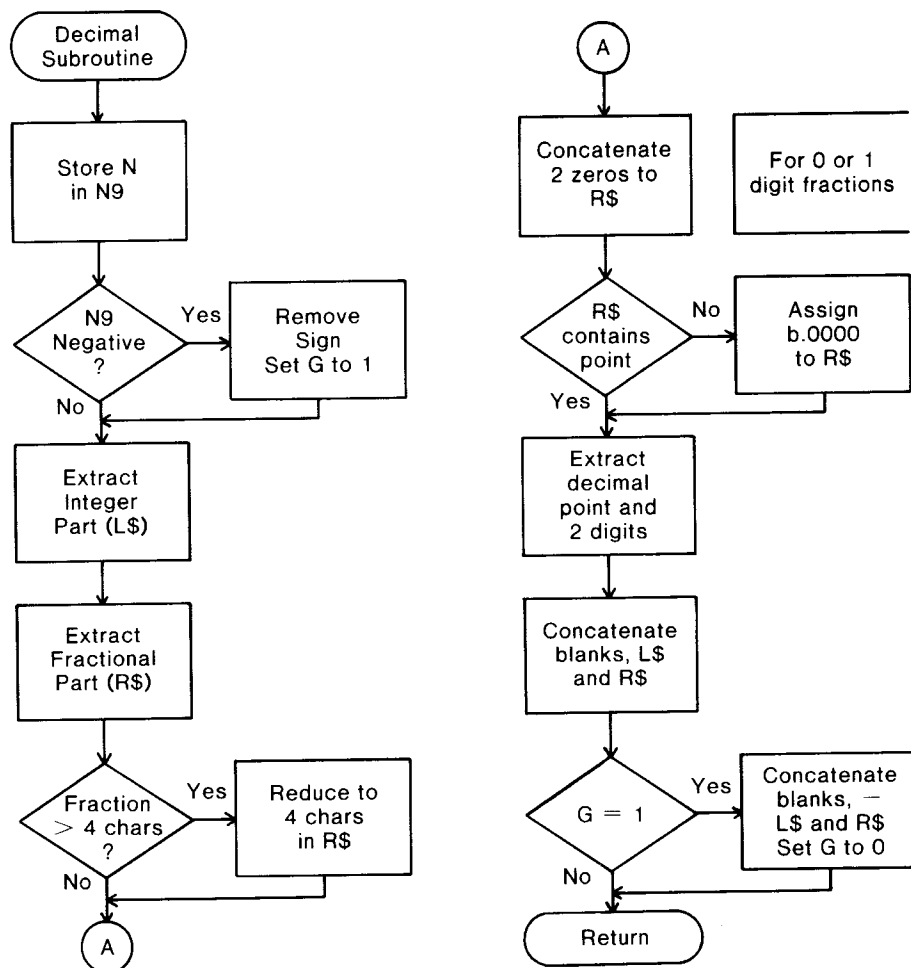 Decimal
Subroutine
Store N
in N9
N9
Negative
?
Yes
Remove
Sign
Set G to 1
No
Extract
Integer
Part (L$)
Extract
Fractional
Part (R$)
Fraction
> 4 chars
?
Yes
Reduce to
4 chars
in R$
No
A
A
Concatenate
2 zeros to
R$
For 0 or 1
digit fractions
R$
contains
point
No
Assign
b.0000
to R$
Yes
Extract
decimal
point and
2 digits
Concatenate
blanks, L$
and R$
G = 1
Yes
Concatenate
blanks, —
L$ and R$
Set G to 0
No
Return